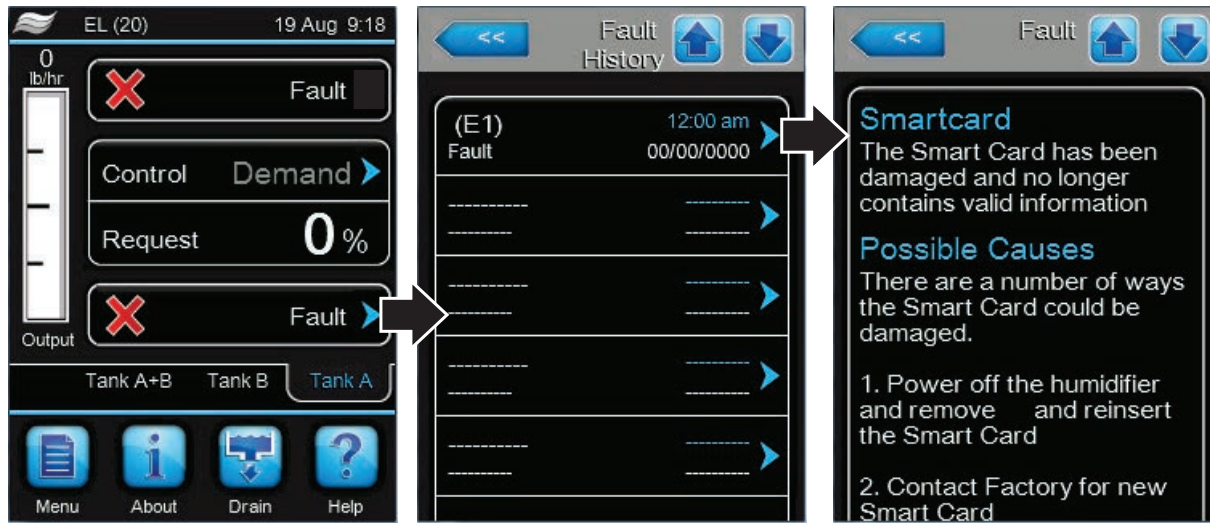 EL (20) 19 Aug 9:18
0
lb/hr
Fault
Control Demand
Request 0 %
Fault
Output
Tank A+B Tank B Tank A
Menu About Drain Help
<< Fault
History
(E1) 12:00 am
Fault 00/00/0000
---------- ---------
--------- ---------
---------- ---------
--------- ---------
---------- ---------
--------- ---------
---------- ---------
--------- ---------
<< Fault
Smartcard
The Smart Card has been
damaged and no longer
contains valid information
Possible Causes
There are a number of ways
the Smart Card could be
damaged.
1. Power off the humidifier
and remove and reinsert
the Smart Card
2. Contact Factory for new
Smart Card